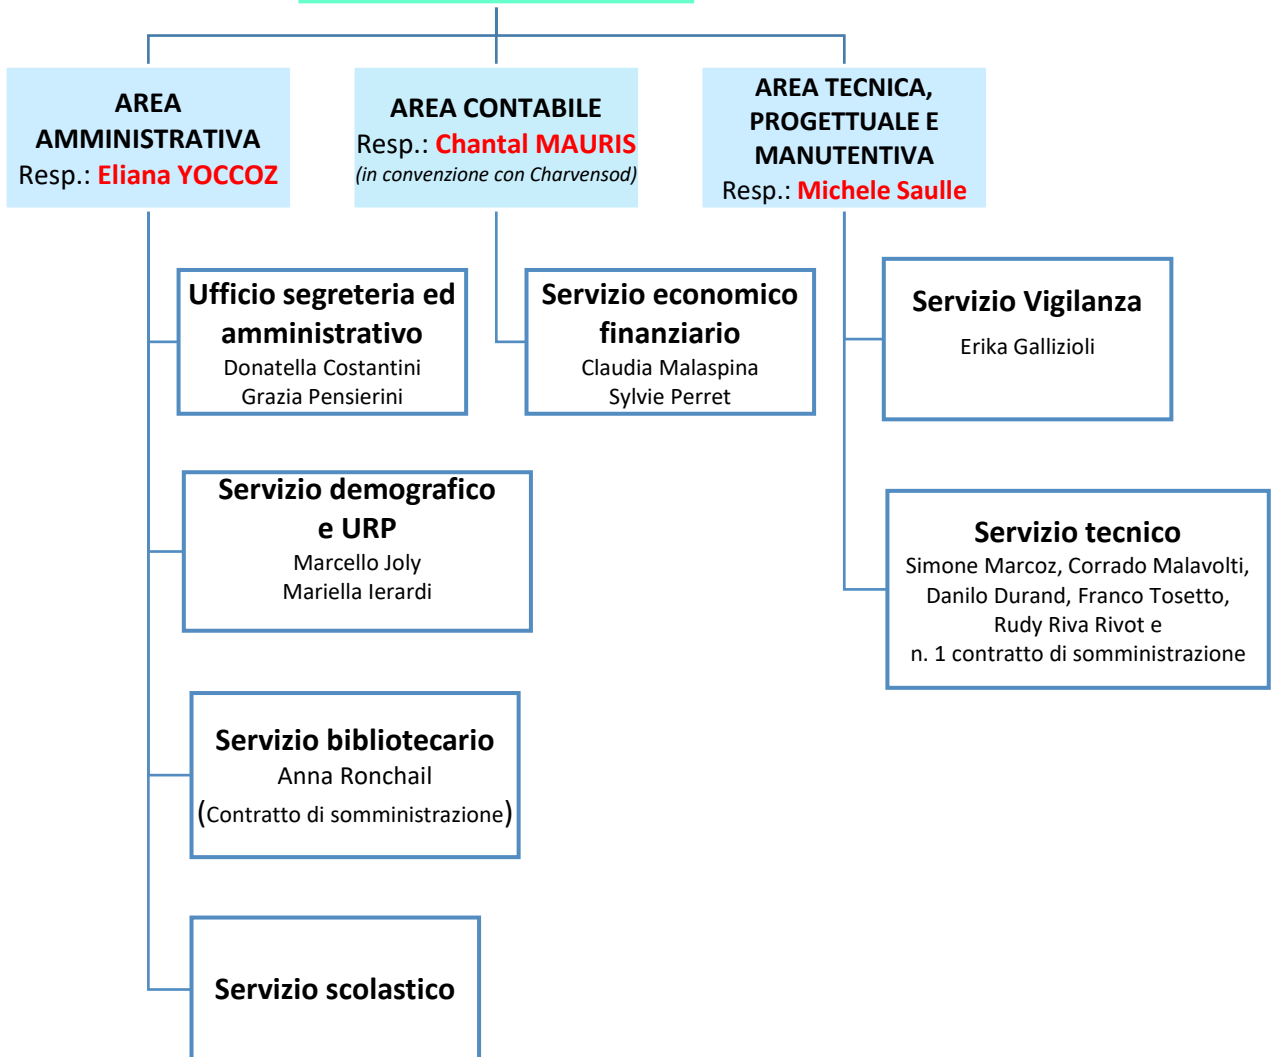 AREA
AMMINISTRATIVA
Resp.: Eliana YOCCOZ
AREA CONTABILE
Resp.: Chantal MAURIS
(in convenzione con Charvensod)
AREA TECNICA,
PROGETTUALE E
MANUTENTIVA
Resp.: Michele Saulle
Ufficio segreteria ed
amministrativo
Donatella Costantini
Grazia Pensierini
Servizio economico
finanziario
Claudia Malaspina
Sylvie Perret
Servizio Vigilanza
Erika Gallizioli
Servizio demografico
e URP
Marcello Joly
Mariella Ierardi
Servizio tecnico
Simone Marcoz, Corrado Malavolti,
Danilo Durand, Franco Tosetto,
Rudy Riva Rivot e
n. 1 contratto di somministrazione
Servizio bibliotecario
Anna Ronchail
(Contratto di somministrazione)
Servizio scolastico